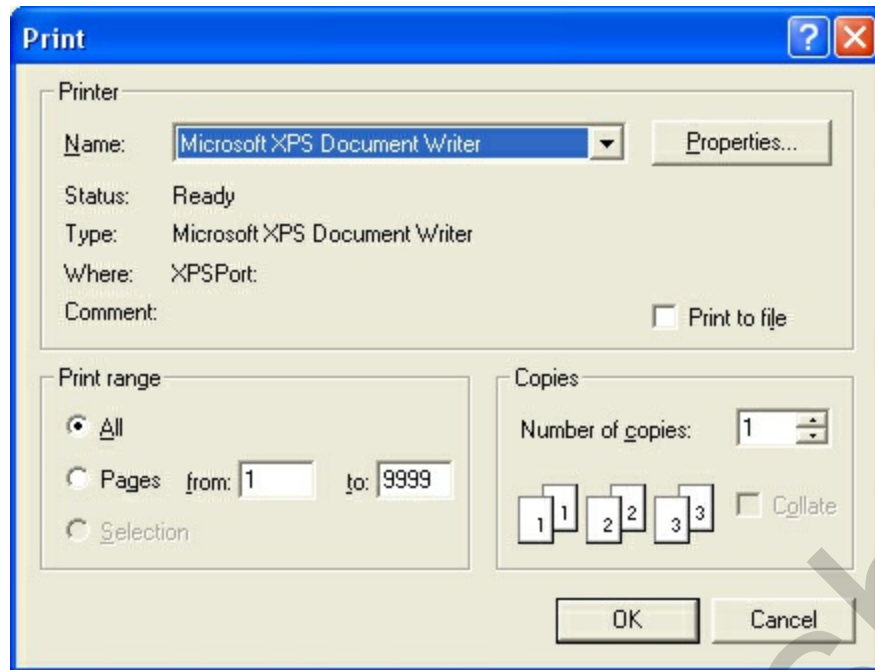 Print
Printer
Name: Microsoft XPS Document Writer Properties...
Status: Ready
Type: Microsoft XPS Document Writer
Where: XPSPort:
Comment: Print to file
Print range
All
Pages from: 1 to: 9999
Selection
Copies
Number of copies: 1
1 1 2 2 3 3 Collate
OK Cancel